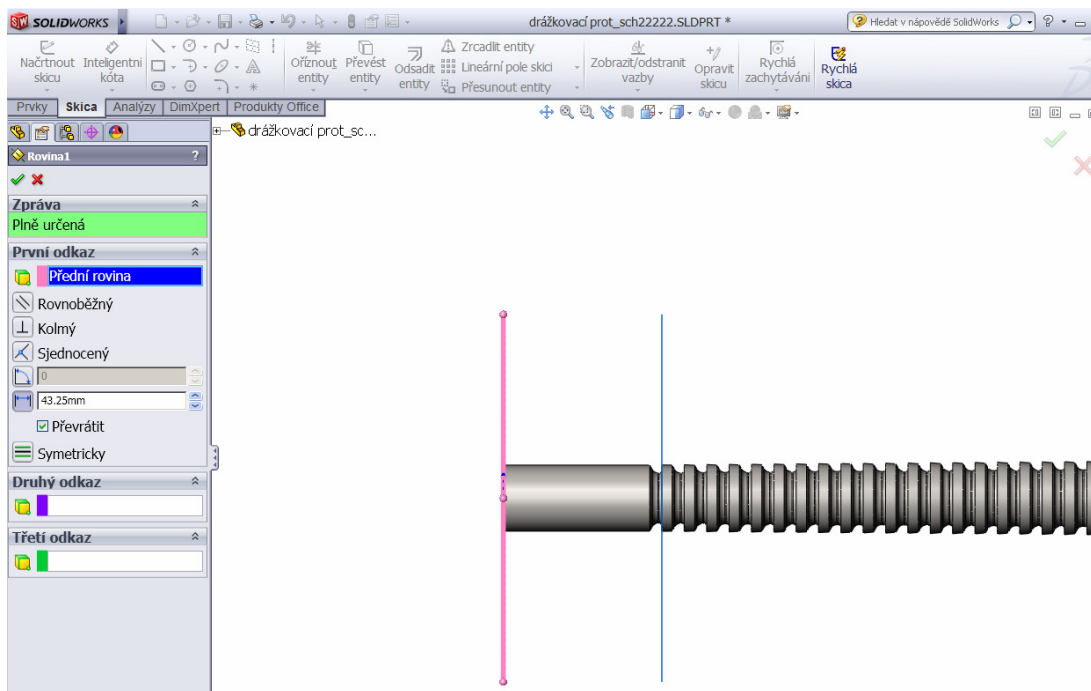 SOLIDWORKS
drážkovací prot_sch22222.SLDPRT *
Hledat v nápovědě SolidWorks
Načrtnout skicu
Inteligentní kóta
Oříznout entity
Převést entity
Odsadit entity
Zrcadlit entity
Lineární pole skici
Přesunout entity
Zobrazit/odstranit vazby
Opravit skicu
Rychlá zachytávání
Rychlá skica
Prvky
Skica
Analýzy
DimXpert
Produkty Office
drážkovací prot_sc...
Rovina1
?
Zpráva
Plně určená
První odkaz
Přední rovina
Rovnoběžný
Kolmý
Sjednocený
0
43.25mm
Převrátit
Symetricky
Druhý odkaz
Třetí odkaz